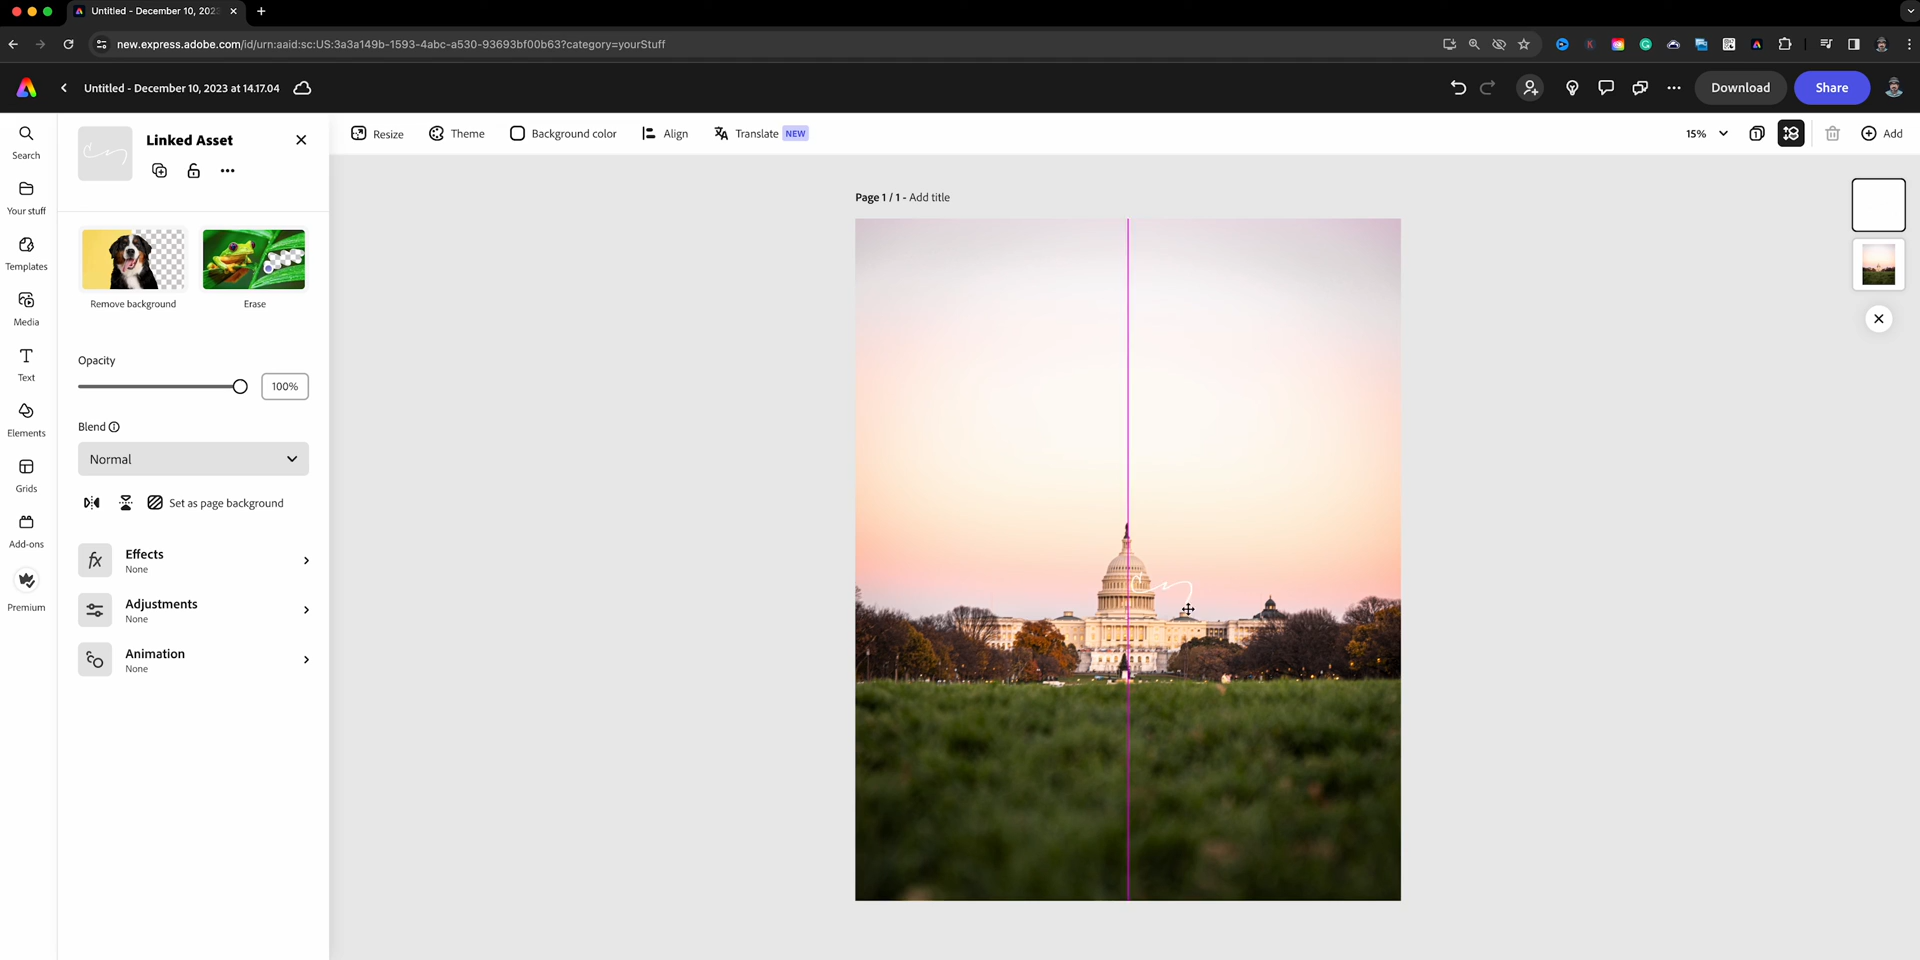 Untitled - December 10, 202
new.express.adobe.com/id/urn:aaid:sc:US:3a3a149b-1593-4abc-a530-93693bf00b63?category=yourStuff
Untitled - December 10, 2023 at 14.17.04
Download
Share
Search
Your stuff
Templates
Media
Text
Elements
Grids
Add-ons
Premium
Linked Asset
Remove background
Erase
Opacity
100%
Blend
Normal
Set as page background
Effects
None
Adjustments
None
Animation
None
Resize
Theme
Background color
Align
Translate NEW
15%
Add
Page 1 / 1 - Add title